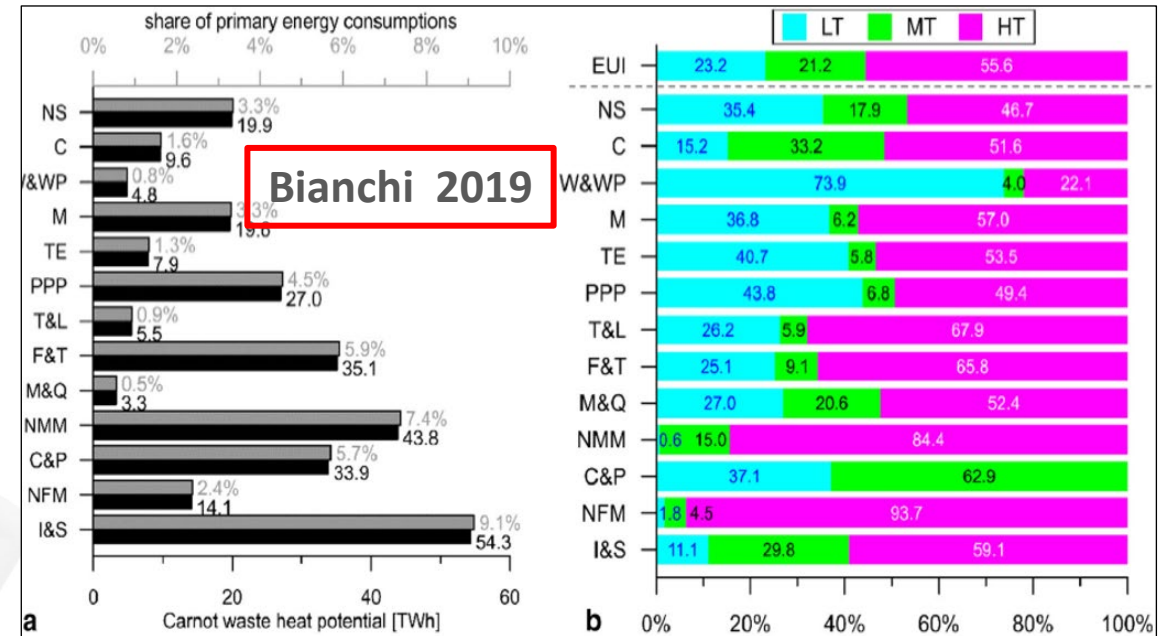 share of primary energy consumptions
0% 2% 4% 6% 8% 10%
NS 3.3%
19.9
C 1.6%
9.6
W&WP 0.8%
4.8
M 3.3%
19.6
TE 1.3%
7.9
PPP 4.5%
27.0
T&L 0.9%
5.5
F&T 5.9%
35.1
M&Q 0.5%
3.3
NMM 7.4%
43.8
C&P 5.7%
33.9
NFM 2.4%
14.1
I&S 9.1%
54.3
0 20 40 60
Carnot waste heat potential [TWh]
a
Bianchi 2019
LT MT HT
EUI 23.2 21.2 55.6
NS 35.4 17.9 46.7
C 15.2 33.2 51.6
W&WP 73.9 4.0 22.1
M 36.8 6.2 57.0
TE 40.7 5.8 53.5
PPP 43.8 6.8 49.4
T&L 26.2 5.9 67.9
F&T 25.1 9.1 65.8
M&Q 27.0 20.6 52.4
NMM 0.6 15.0 84.4
C&P 37.1 62.9
NFM 1.8 4.5 93.7
I&S 11.1 29.8 59.1
0% 20% 40% 60% 80% 100%
b